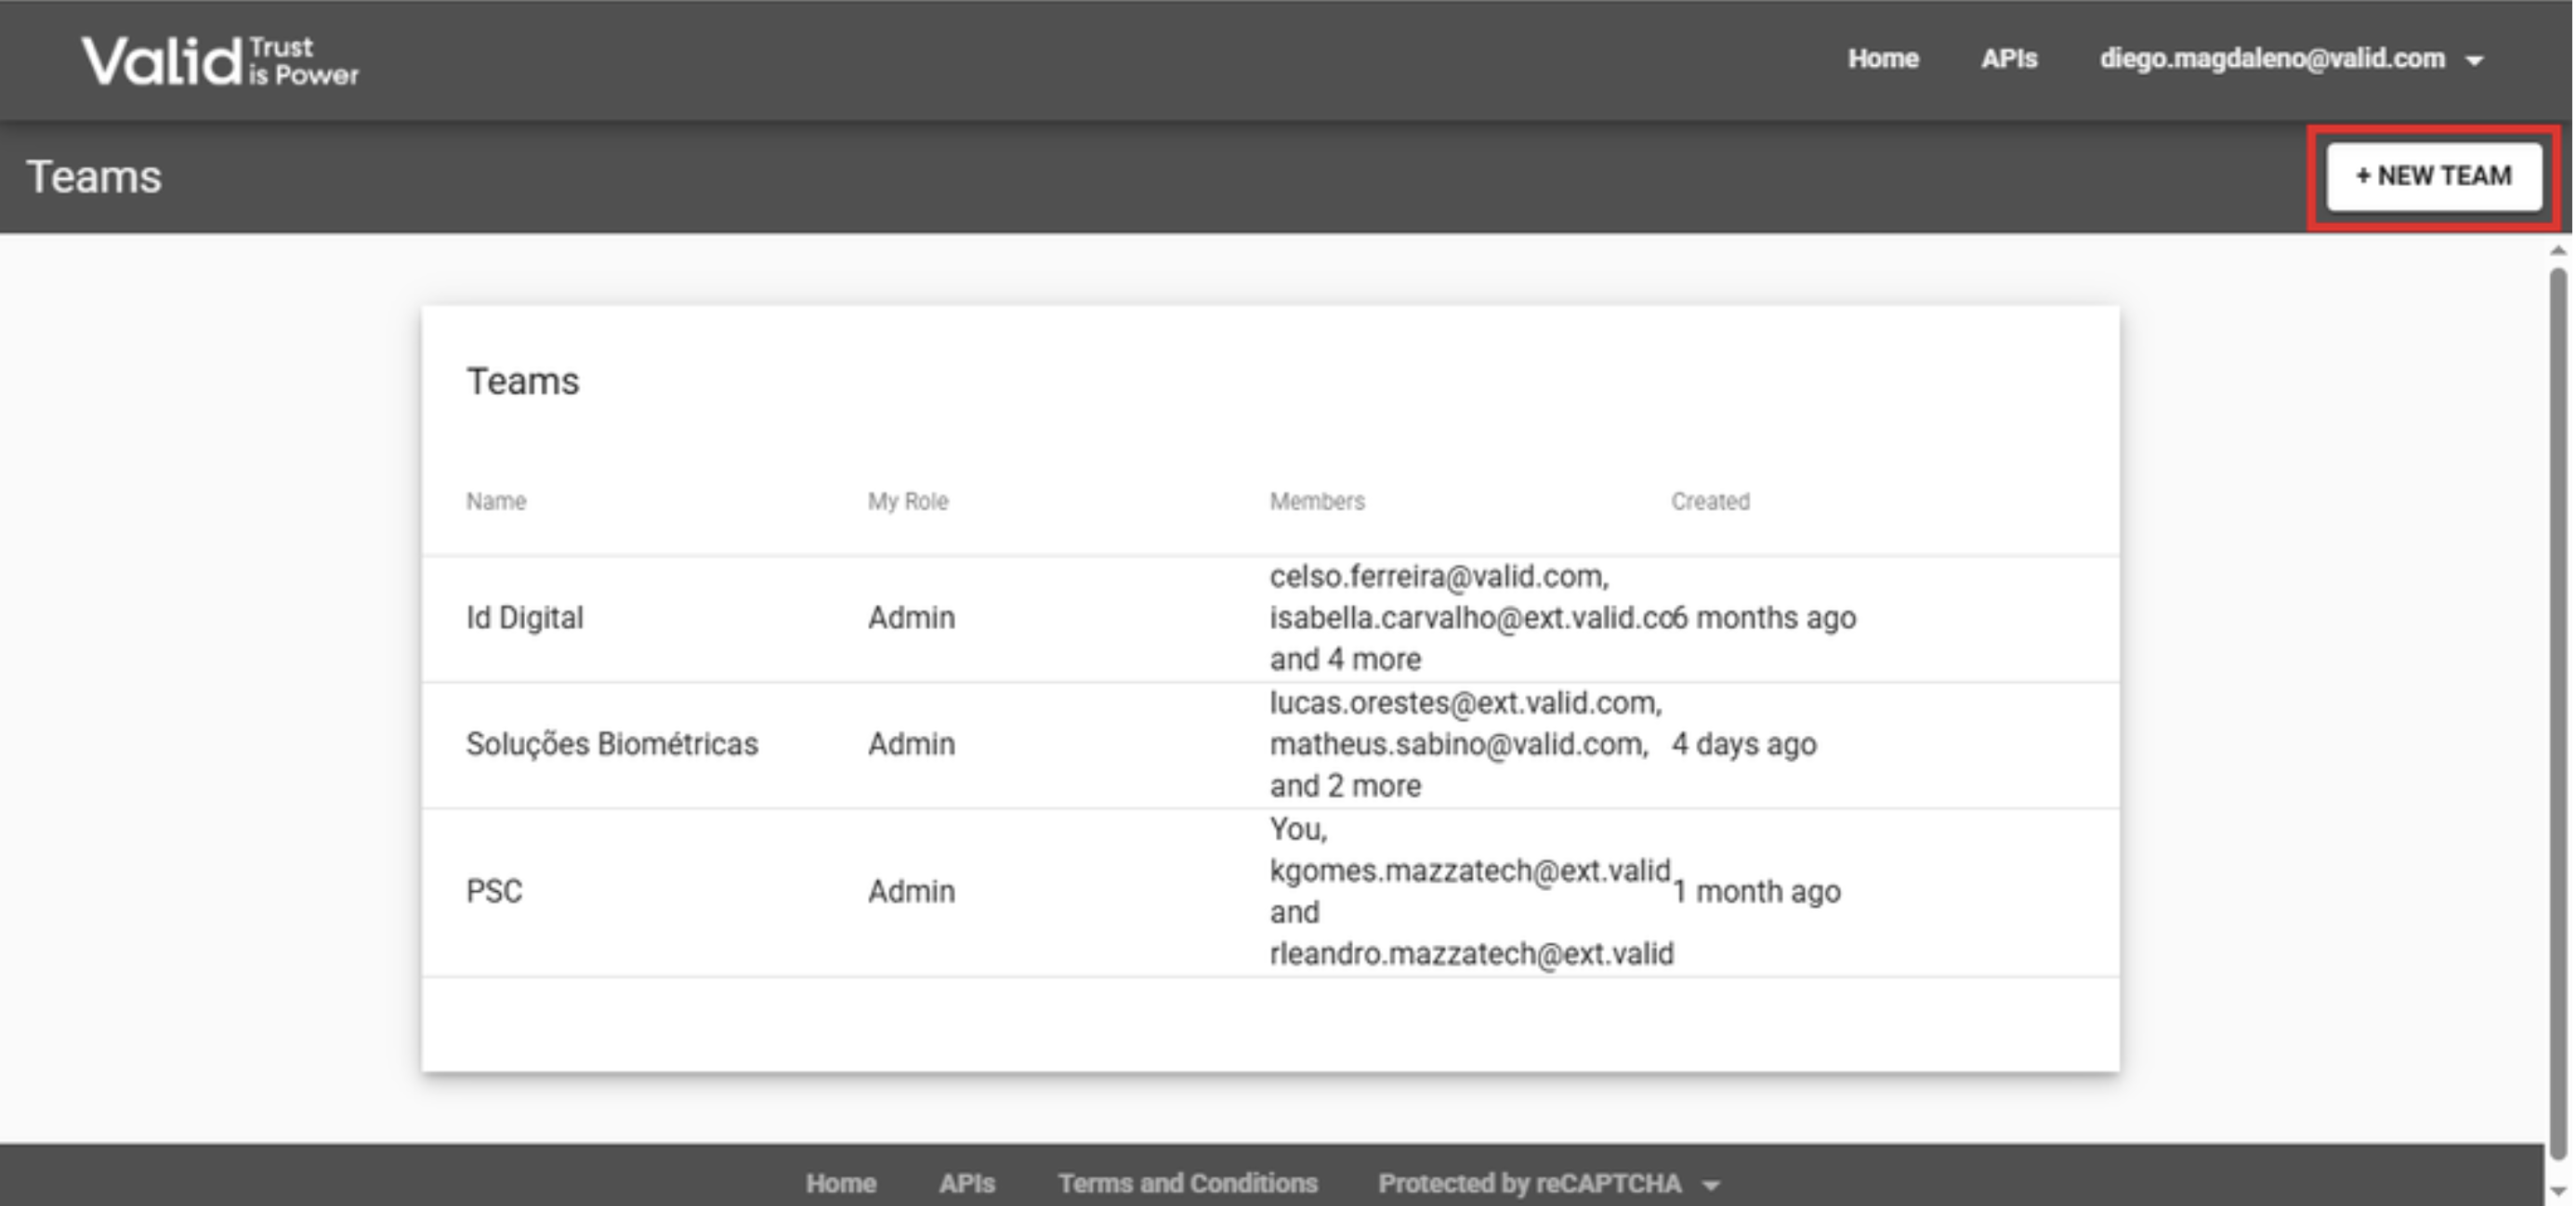 Valid Trust is Power
Home APIs diego.magdaleno@valid.com
Teams
+ NEW TEAM
Teams
Name My Role Members Created
Id Digital Admin celso.ferreira@valid.com, isabella.carvalho@ext.valid.co and 4 more 6 months ago
Soluções Biométricas Admin lucas.orestes@ext.valid.com, matheus.sabino@valid.com, and 2 more 4 days ago
PSC Admin You, kgomes.mazzatech@ext.valid and rleandro.mazzatech@ext.valid 1 month ago
Home APIs Terms and Conditions Protected by reCAPTCHA